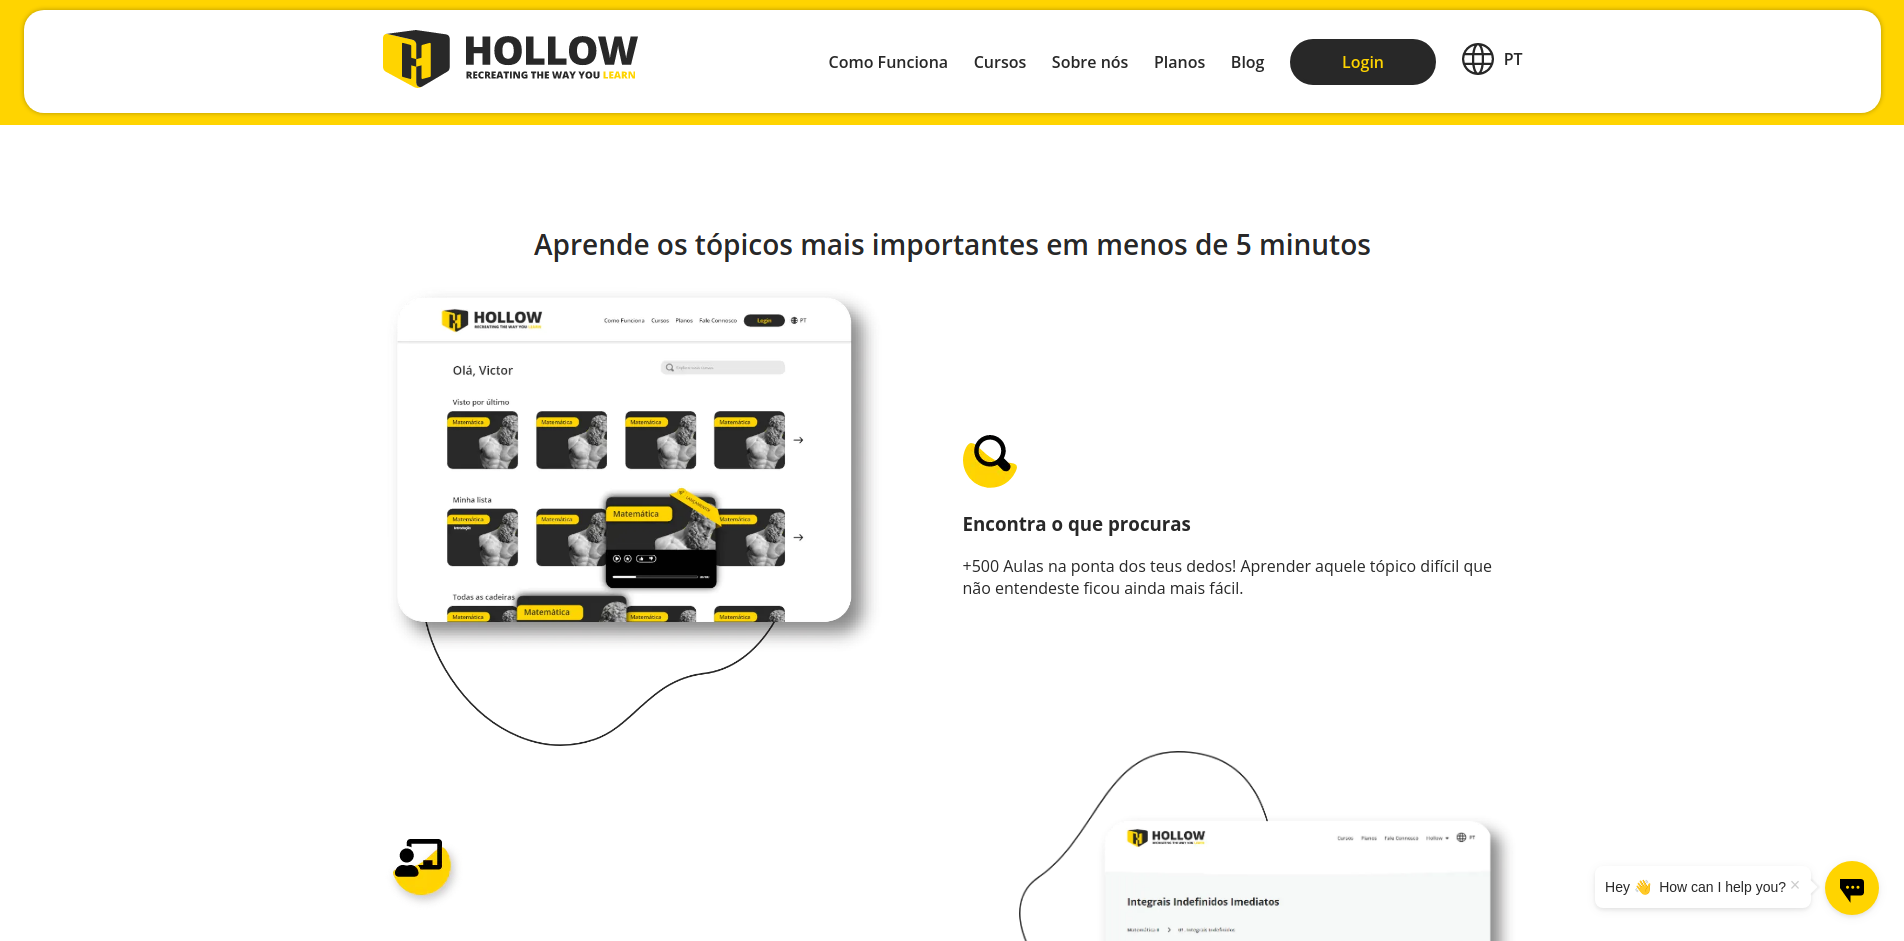 HOLLOW
RECREATING THE WAY YOU LEARN
Como Funciona Cursos Sobre nós Planos Blog Login PT
Aprende os tópicos mais importantes em menos de 5 minutos
HOLLOW
RECREATING THE WAY YOU LEARN
Como Funciona Cursos Planos Fale Connosco Login PT
Olá, Victor
Visto por último
Matemática Matemática Matemática Matemática
Minha lista
Matemática Matemática Matemática Matemática
Todas as cadeiras
Matemática Matemática Matemática Matemática
Encontra o que procuras
+500 Aulas na ponta dos teus dedos! Aprender aquele tópico difícil que
não entendeste ficou ainda mais fácil.
HOLLOW
RECREATING THE WAY YOU LEARN
Cursos Planos Fale Connosco Hollow PT
Integrais Indefinidos Imediatos
Hey 👋 How can I help you? ×